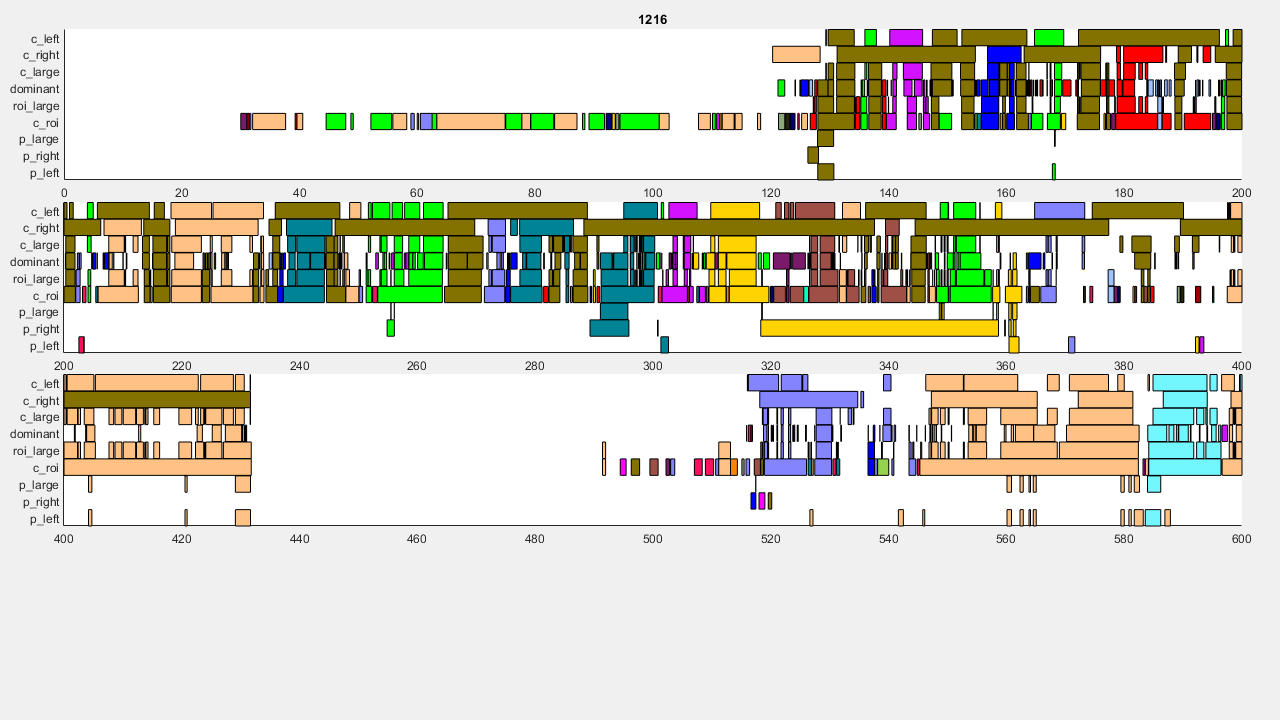 1216
c_left
c_right
c_large
dominant
roi_large
c_roi
p_large
p_right
p_left
0 20 40 60 80 100 120 140 160 180 200
c_left
c_right
c_large
dominant
roi_large
c_roi
p_large
p_right
p_left
200 220 240 260 280 300 320 340 360 380 400
c_left
c_right
c_large
dominant
roi_large
c_roi
p_large
p_right
p_left
400 420 440 460 480 500 520 540 560 580 600